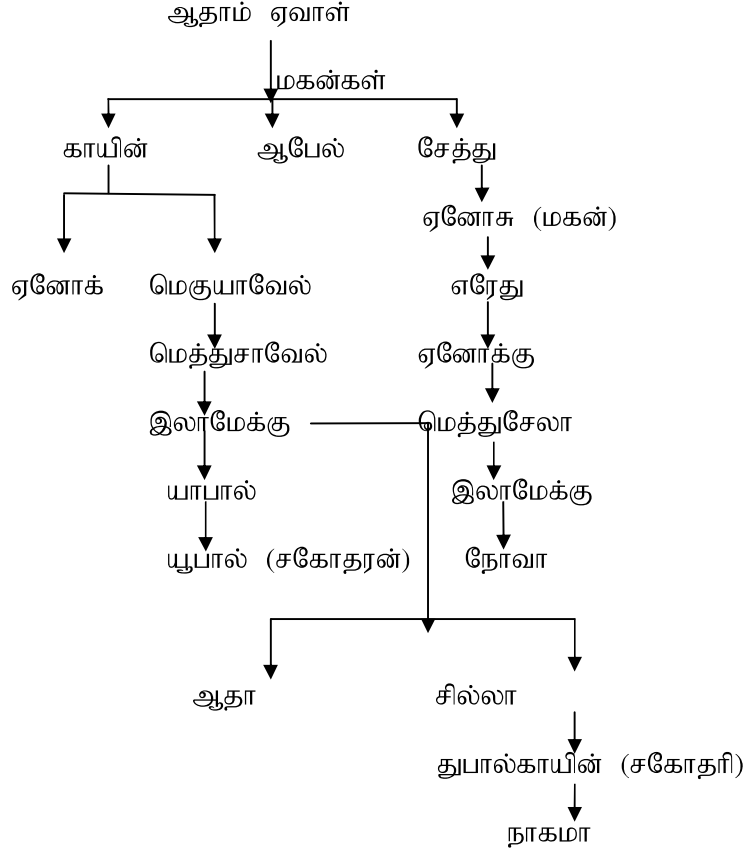 ஆதாம் ஏவாள்
மகன்கள்
காயின் ஆபேல் சேத்து
ஏனோசு (மகன்)
ஏனோக் மெகுயாவேல் எரேது
மெத்துசாவேல் ஏனோக்கு
இலாமேக்கு மெத்துசேலா
யாபால் இலாமேக்கு
யூபால் (சகோதரன்) நோவா
ஆதா சில்லா
துபால்காயின் (சகோதரி)
நாகமா